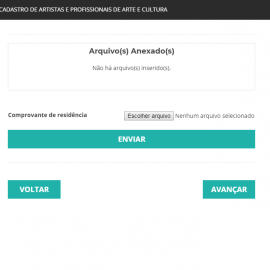 CADASTRO DE ARTISTAS E PROFISSIONAIS DE ARTE E CULTURA
Arquivo(s) Anexado(s)
Não há arquivo(s) inserido(s).
Comprovante de residência Escolher arquivo Nenhum arquivo selecionado
ENVIAR
VOLTAR AVANÇAR